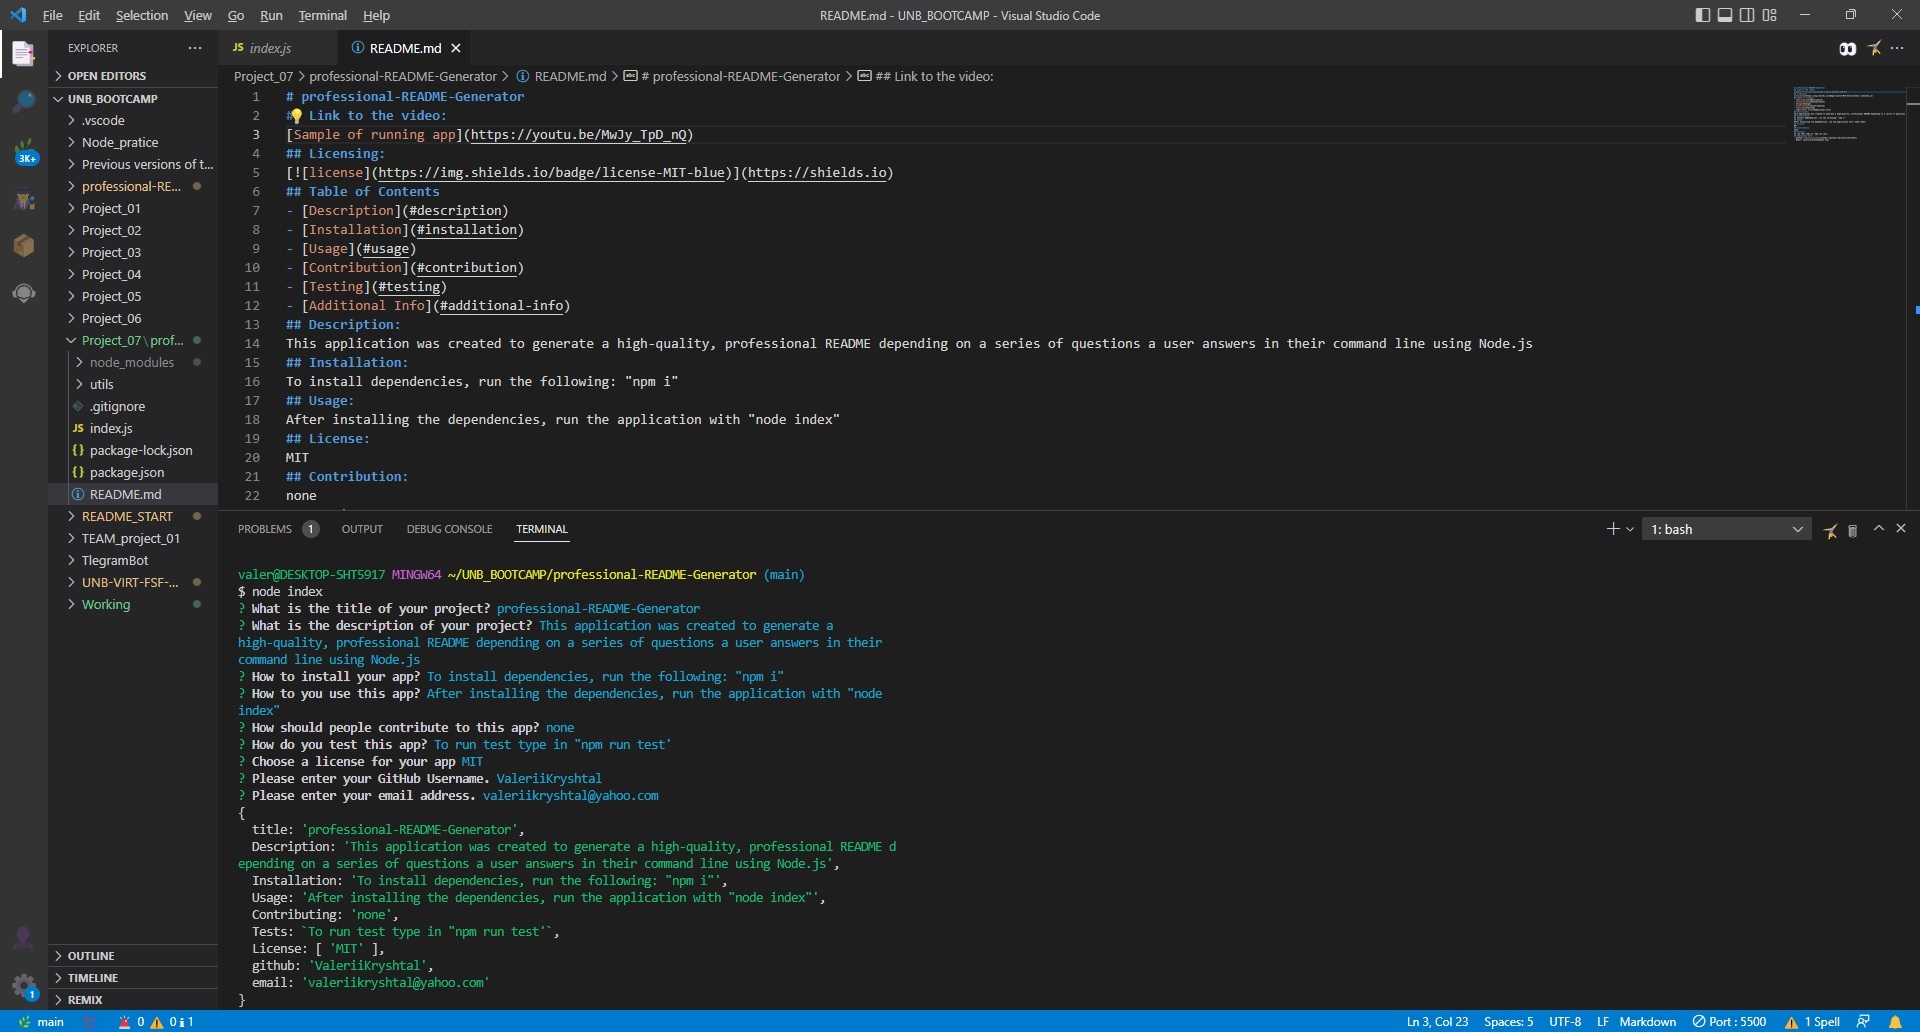 File Edit Selection View Go Run Terminal Help
README.md - UNB_BOOTCAMP - Visual Studio Code
EXPLORER
JS index.js
README.md
OPEN EDITORS
UNB_BOOTCAMP
.vscode
Node_pratice
Previous versions of t...
professional-RE...
Project_01
Project_02
Project_03
Project_04
Project_05
Project_06
Project_07\prof...
node_modules
utils
.gitignore
JS index.js
{} package-lock.json
{} package.json
README.md
README_START
TEAM_project_01
TlegramBot
UNB-VIRT-FSF-...
Working
OUTLINE
TIMELINE
REMIX
3K+
1
Project_07 > professional-README-Generator > README.md > # professional-README-Generator > ## Link to the video:
1 # professional-README-Generator
2 # Link to the video:
3 [Sample of running app](https://youtu.be/MwJy_TpD_nQ)
4 ## Licensing:
5 [![license](https://img.shields.io/badge/license-MIT-blue)](https://shields.io)
6 ## Table of Contents
7 - [Description](#description)
8 - [Installation](#installation)
9 - [Usage](#usage)
10 - [Contribution](#contribution)
11 - [Testing](#testing)
12 - [Additional Info](#additional-info)
13 ## Description:
14 This application was created to generate a high-quality, professional README depending on a series of questions a user answers in their command line using Node.js
15 ## Installation:
16 To install dependencies, run the following: "npm i"
17 ## Usage:
18 After installing the dependencies, run the application with "node index"
19 ## License:
20 MIT
21 ## Contribution:
22 none
PROBLEMS 1 OUTPUT DEBUG CONSOLE TERMINAL
1: bash
valer@DESKTOP-SHT5917 MINGW64 ~/UNB_BOOTCAMP/professional-README-Generator (main)
$ node index
? What is the title of your project? professional-README-Generator
? What is the description of your project? This application was created to generate a
high-quality, professional README depending on a series of questions a user answers in their
command line using Node.js
? How to install your app? To install dependencies, run the following: "npm i"
? How to you use this app? After installing the dependencies, run the application with "node
index"
? How should people contribute to this app? none
? How do you test this app? To run test type in "npm run test'
? Choose a license for your app MIT
? Please enter your GitHub Username. ValeriiKryshtal
? Please enter your email address. valeriikryshtal@yahoo.com
{
title: 'professional-README-Generator',
Description: 'This application was created to generate a high-quality, professional README d
epending on a series of questions a user answers in their command line using Node.js',
Installation: 'To install dependencies, run the following: "npm i"',
Usage: 'After installing the dependencies, run the application with "node index"',
Contributing: 'none',
Tests: `To run test type in "npm run test'`,
License: [ 'MIT' ],
github: 'ValeriiKryshtal',
email: 'valeriikryshtal@yahoo.com'
}
main 0 0 1
Ln 3, Col 23 Spaces: 5 UTF-8 LF Markdown Port : 5500 1 Spell